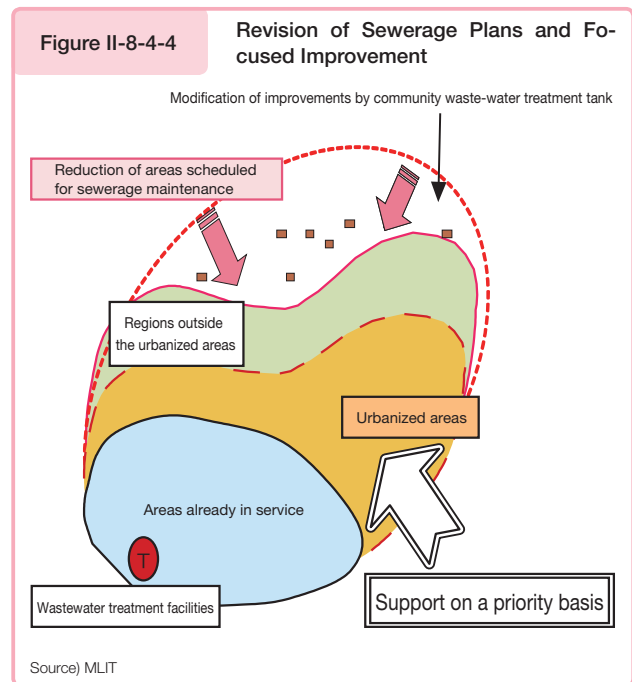 Figure II-8-4-4
Revision of Sewerage Plans and Fo-
cused Improvement
Modification of improvements by community waste-water treatment tank
Reduction of areas scheduled
for sewerage maintenance
Regions outside
the urbanized areas
Urbanized areas
Areas already in service
T
Wastewater treatment facilities
Support on a priority basis
Source) MLIT